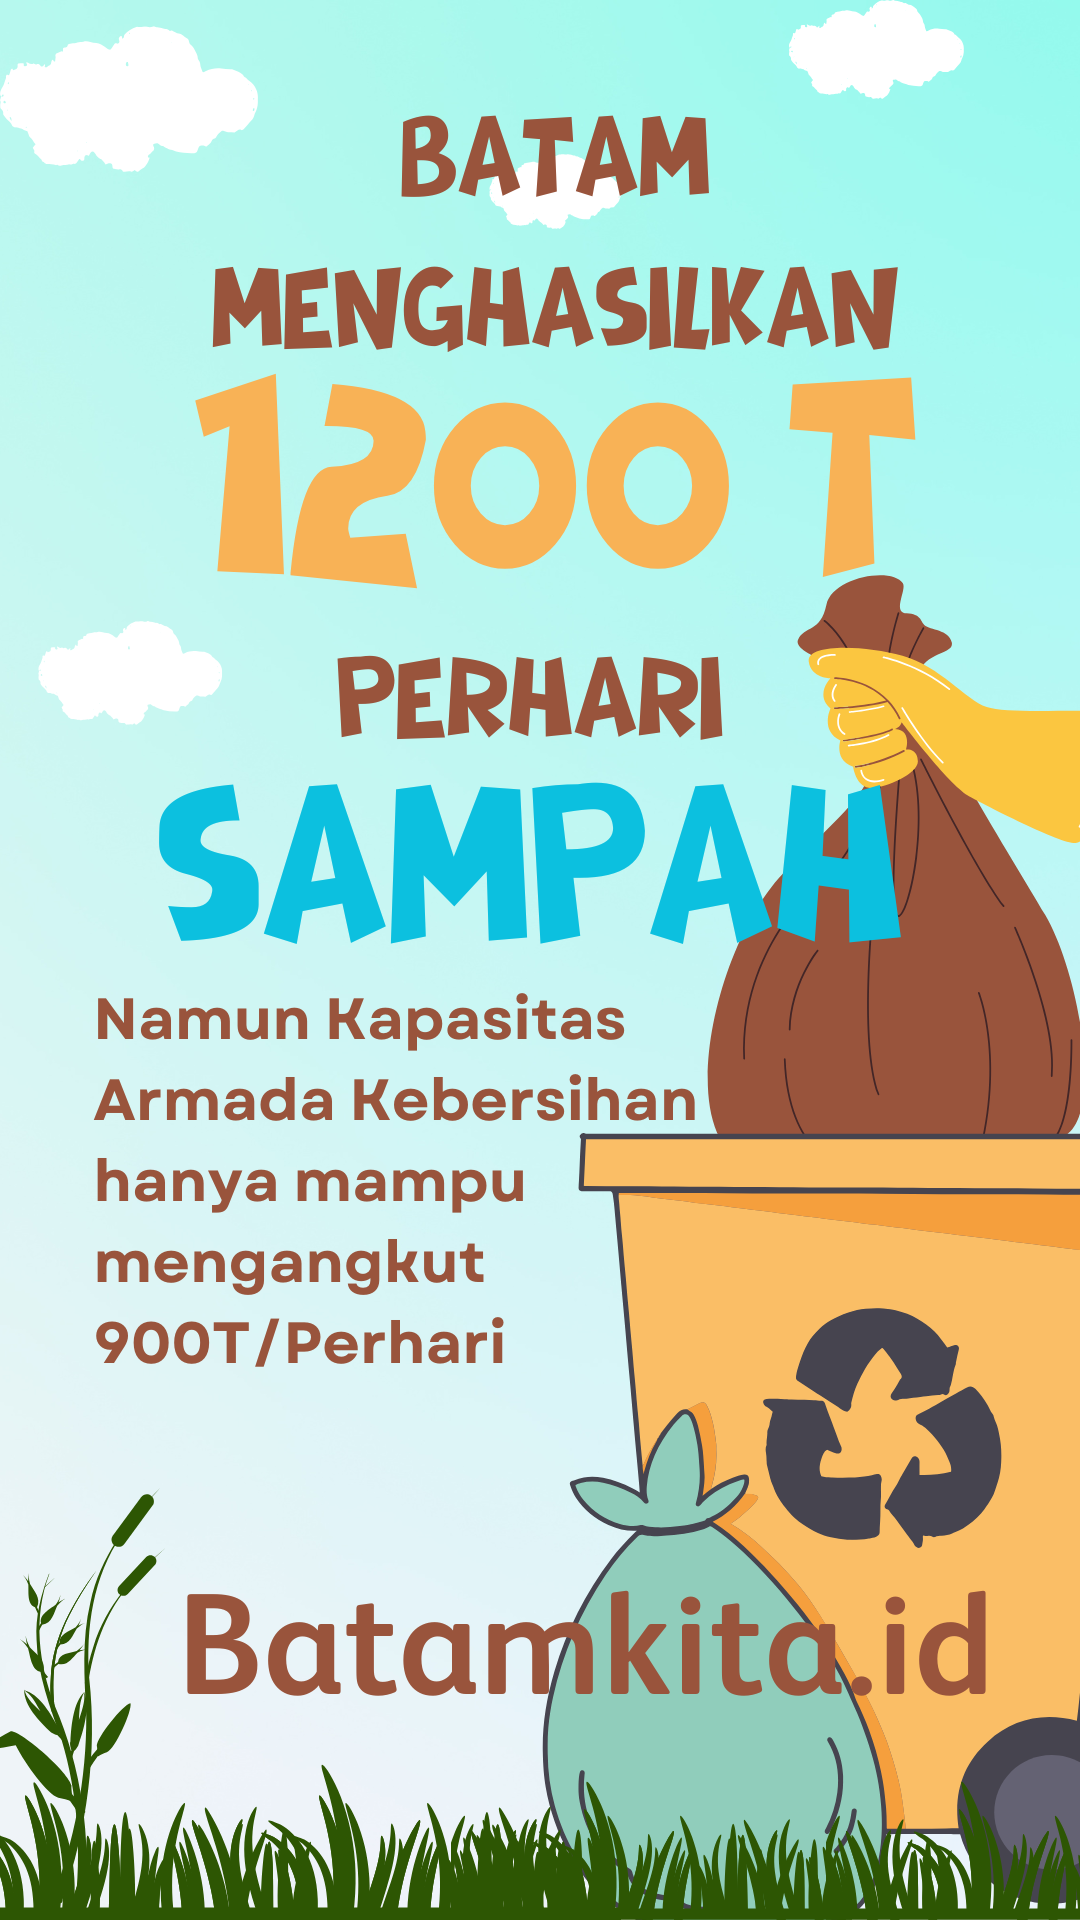 BATAM
MENGHASILKAN
1200 T
PERHARI
SAMPAH
Namun Kapasitas
Armada Kebersihan
hanya mampu
mengangkut
900T/Perhari
Batamkita.id